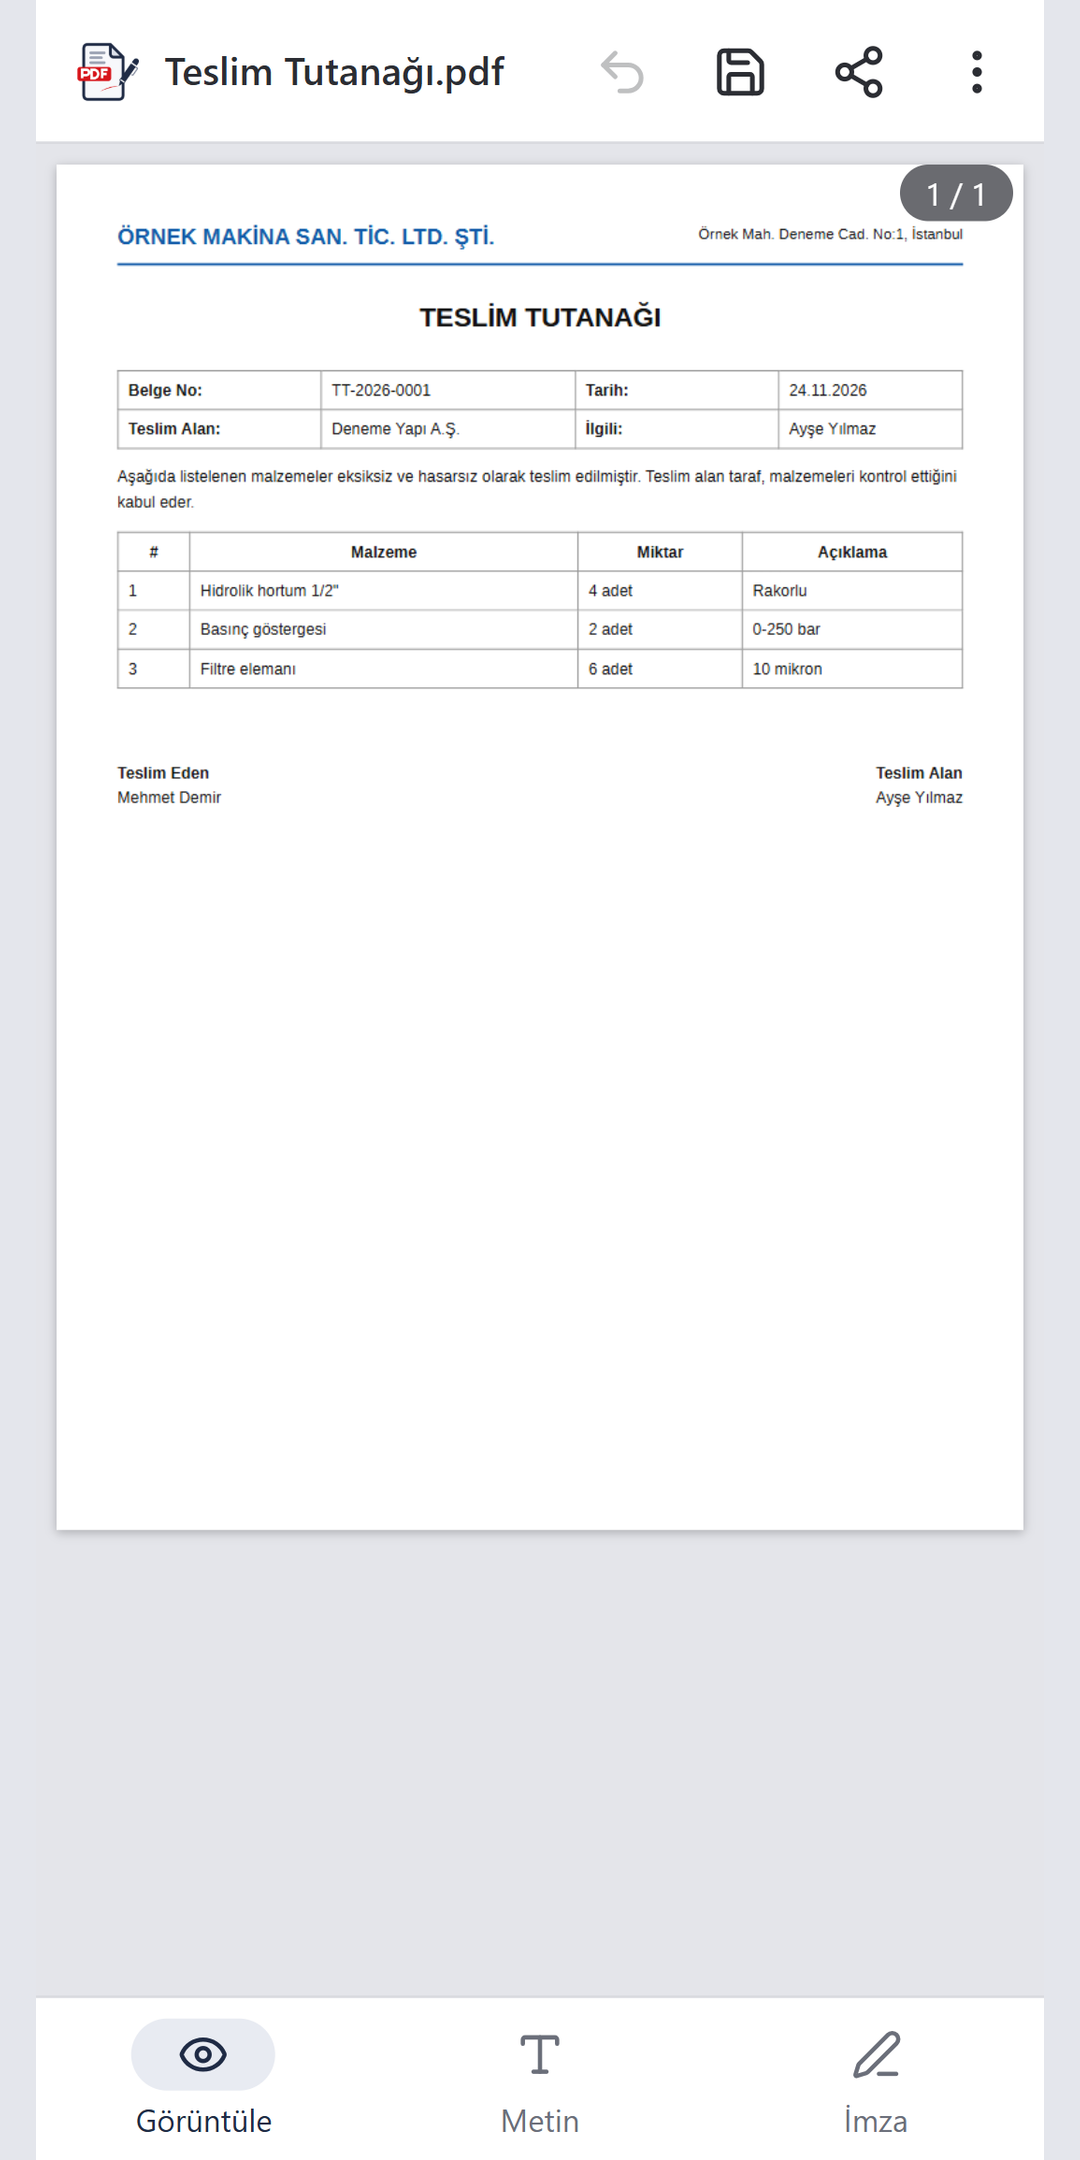 PDF
Teslim Tutanağı.pdf
1 / 1
ÖRNEK MAKİNA SAN. TİC. LTD. ŞTİ.
Örnek Mah. Deneme Cad. No:1, İstanbul
TESLİM TUTANAĞI
Belge No: TT-2026-0001 Tarih: 24.11.2026
Teslim Alan: Deneme Yapı A.Ş. İlgili: Ayşe Yılmaz
Aşağıda listelenen malzemeler eksiksiz ve hasarsız olarak teslim edilmiştir. Teslim alan taraf, malzemeleri kontrol ettiğini
kabul eder.
# Malzeme Miktar Açıklama
1 Hidrolik hortum 1/2" 4 adet Rakorlu
2 Basınç göstergesi 2 adet 0-250 bar
3 Filtre elemanı 6 adet 10 mikron
Teslim Eden Teslim Alan
Mehmet Demir Ayşe Yılmaz
Görüntüle Metin İmza